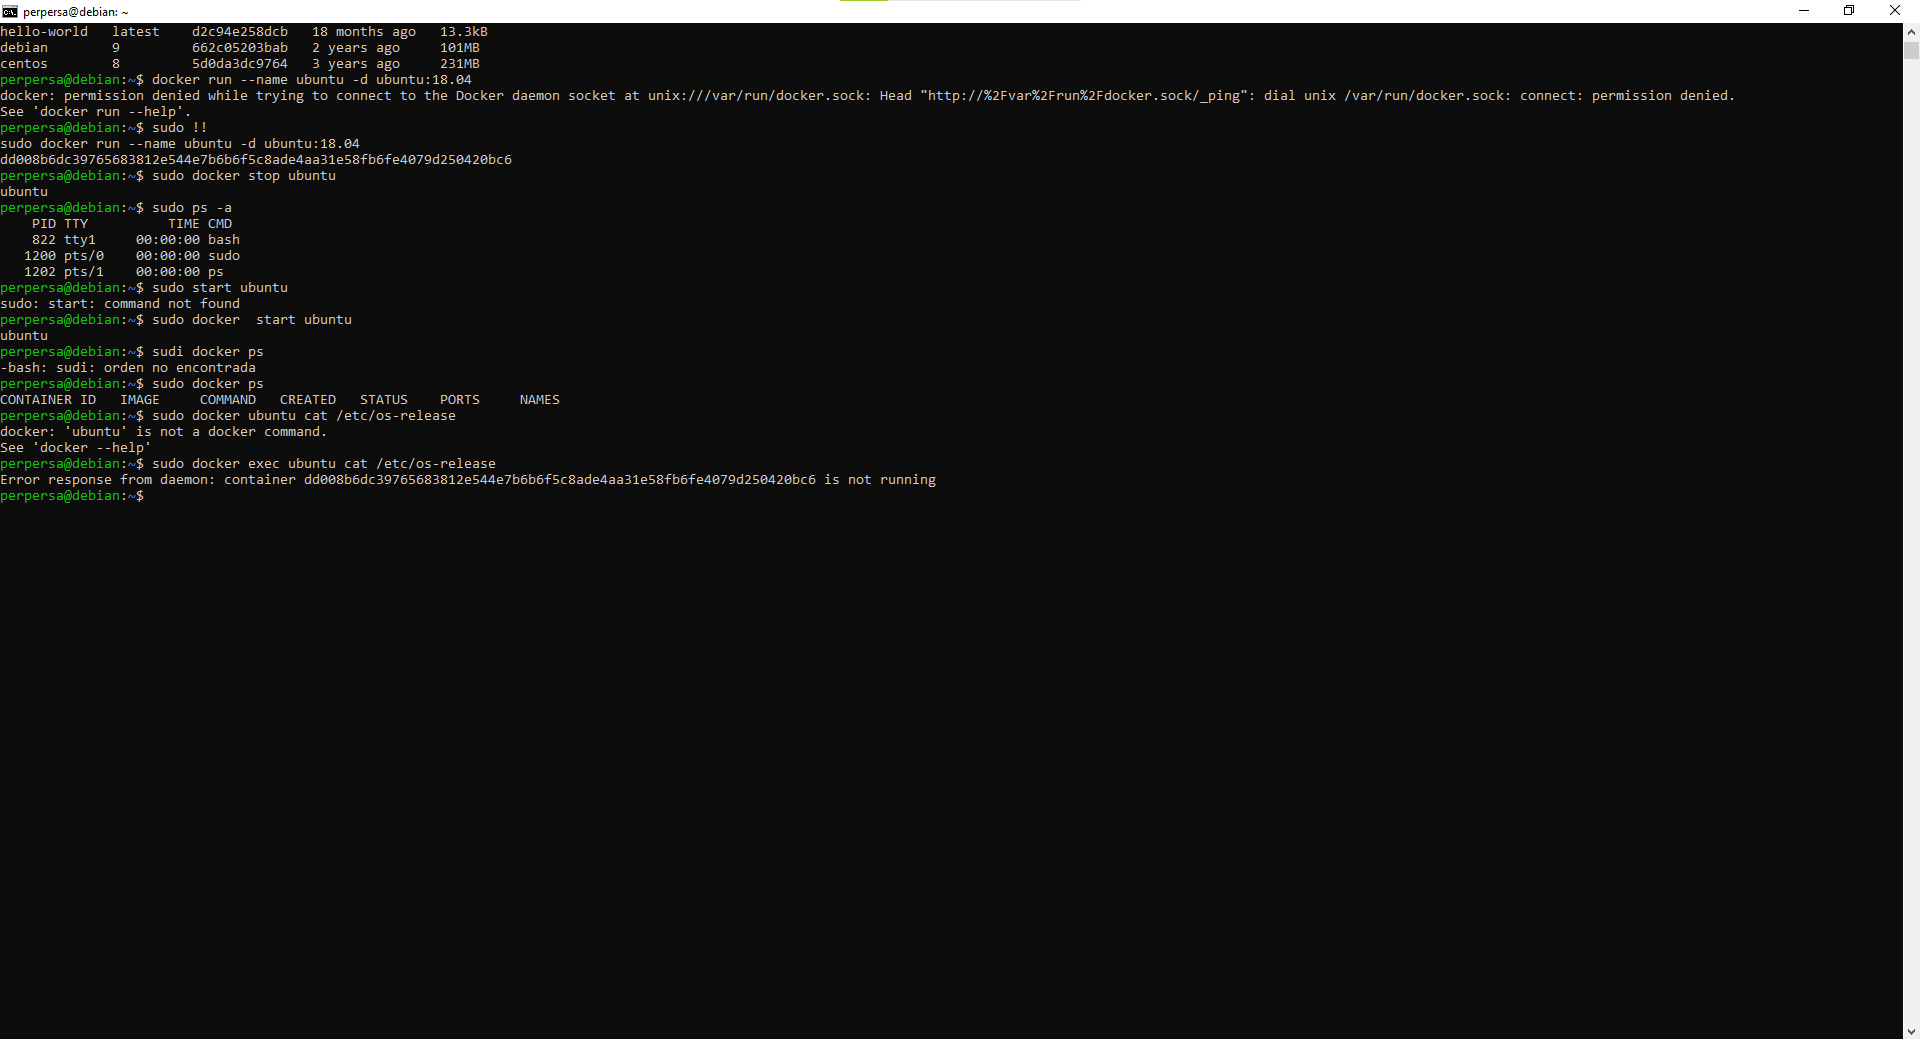 perpersa@debian: ~
hello-world   latest    d2c94e258dcb   18 months ago   13.3kB
debian        9         662c05203bab   2 years ago     101MB
centos        8         5d0da3dc9764   3 years ago     231MB
perpersa@debian:~$ docker run --name ubuntu -d ubuntu:18.04
docker: permission denied while trying to connect to the Docker daemon socket at unix:///var/run/docker.sock: Head "http://%2Fvar%2Frun%2Fdocker.sock/_ping": dial unix /var/run/docker.sock: connect: permission denied.
See 'docker run --help'.
perpersa@debian:~$ sudo !!
sudo docker run --name ubuntu -d ubuntu:18.04
dd008b6dc39765683812e544e7b6b6f5c8ade4aa31e58fb6fe4079d250420bc6
perpersa@debian:~$ sudo docker stop ubuntu
ubuntu
perpersa@debian:~$ sudo ps -a
    PID TTY          TIME CMD
    822 tty1     00:00:00 bash
   1200 pts/0    00:00:00 sudo
   1202 pts/1    00:00:00 ps
perpersa@debian:~$ sudo start ubuntu
sudo: start: command not found
perpersa@debian:~$ sudo docker  start ubuntu
ubuntu
perpersa@debian:~$ sudi docker ps
-bash: sudi: orden no encontrada
perpersa@debian:~$ sudo docker ps
CONTAINER ID   IMAGE     COMMAND   CREATED   STATUS    PORTS     NAMES
perpersa@debian:~$ sudo docker ubuntu cat /etc/os-release
docker: 'ubuntu' is not a docker command.
See 'docker --help'
perpersa@debian:~$ sudo docker exec ubuntu cat /etc/os-release
Error response from daemon: container dd008b6dc39765683812e544e7b6b6f5c8ade4aa31e58fb6fe4079d250420bc6 is not running
perpersa@debian:~$